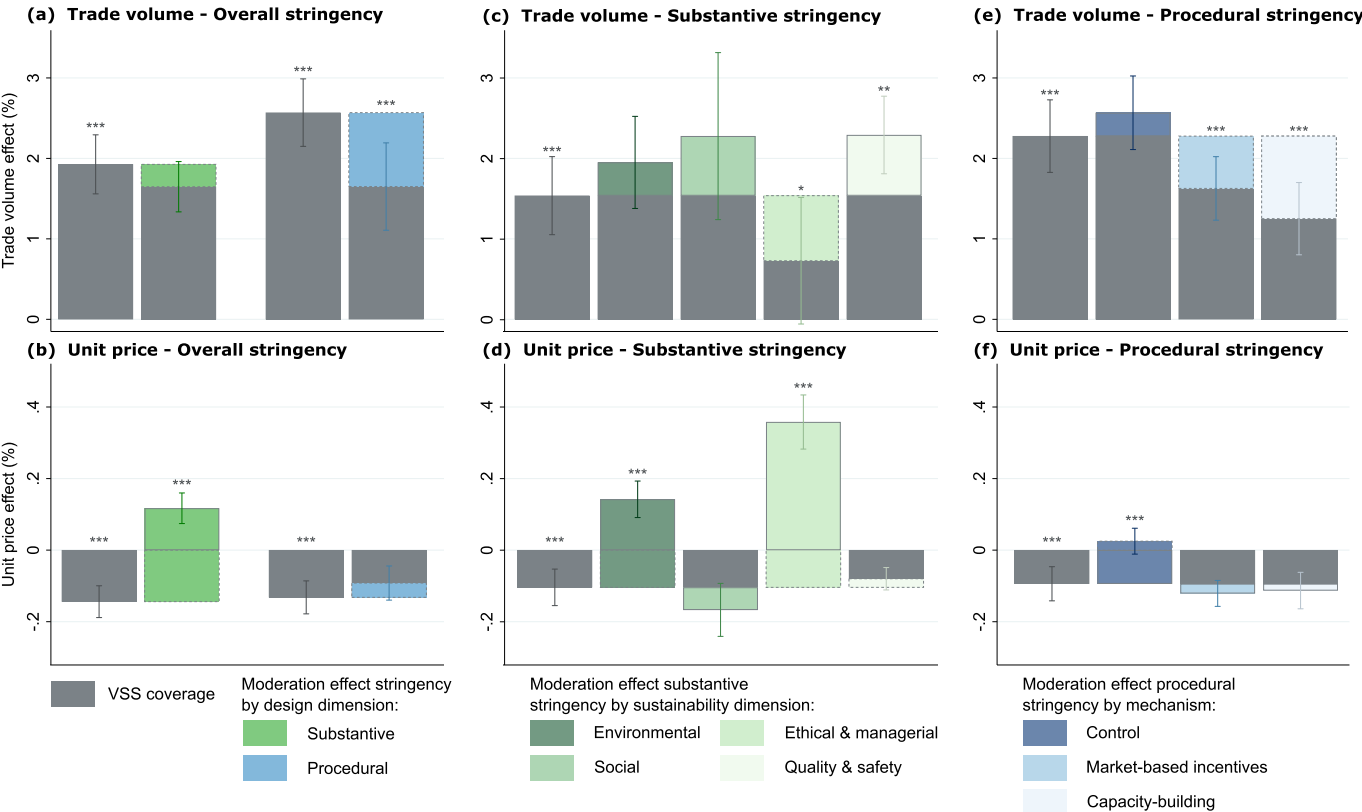 (a) Trade volume - Overall stringency
(c) Trade volume - Substantive stringency
(e) Trade volume - Procedural stringency
Trade volume effect (%)
3
2
1
0
***
***
***
3
2
1
0
***
*
**
3
2
1
0
***
***
***
(b) Unit price - Overall stringency
(d) Unit price - Substantive stringency
(f) Unit price - Procedural stringency
Unit price effect (%)
.4
.2
0
-.2
***
***
***
.4
.2
0
-.2
***
***
***
.4
.2
0
-.2
***
***
VSS coverage
Moderation effect stringency
by design dimension:
Substantive
Procedural
Moderation effect substantive
stringency by sustainability dimension:
Environmental
Social
Ethical & managerial
Quality & safety
Moderation effect procedural
stringency by mechanism:
Control
Market-based incentives
Capacity-building